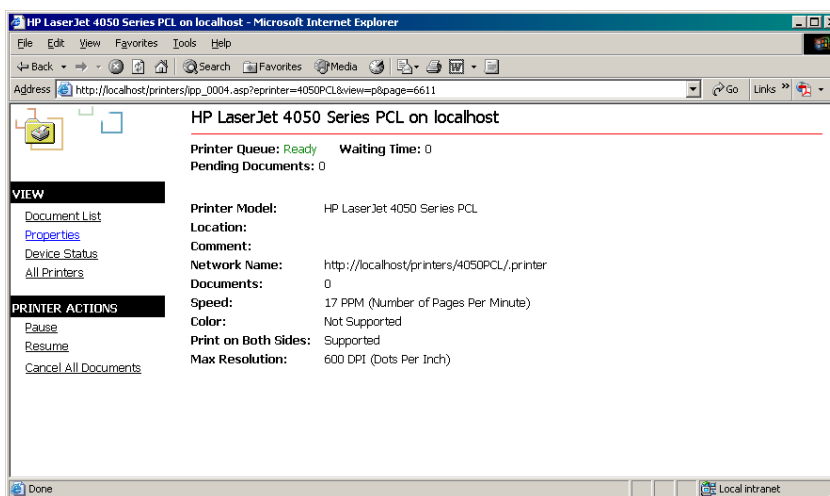 HP LaserJet 4050 Series PCL on localhost - Microsoft Internet Explorer
File Edit View Favorites Tools Help
Back Search Favorites Media
Address http://localhost/printers/ipp_0004.asp?eprinter=4050PCL&view=p&page=6611 Go Links »
HP LaserJet 4050 Series PCL on localhost
Printer Queue: Ready Waiting Time: 0
Pending Documents: 0
VIEW
Document List
Properties
Device Status
All Printers
PRINTER ACTIONS
Pause
Resume
Cancel All Documents
Printer Model: HP LaserJet 4050 Series PCL
Location:
Comment:
Network Name: http://localhost/printers/4050PCL/.printer
Documents: 0
Speed: 17 PPM (Number of Pages Per Minute)
Color: Not Supported
Print on Both Sides: Supported
Max Resolution: 600 DPI (Dots Per Inch)
Done Local intranet